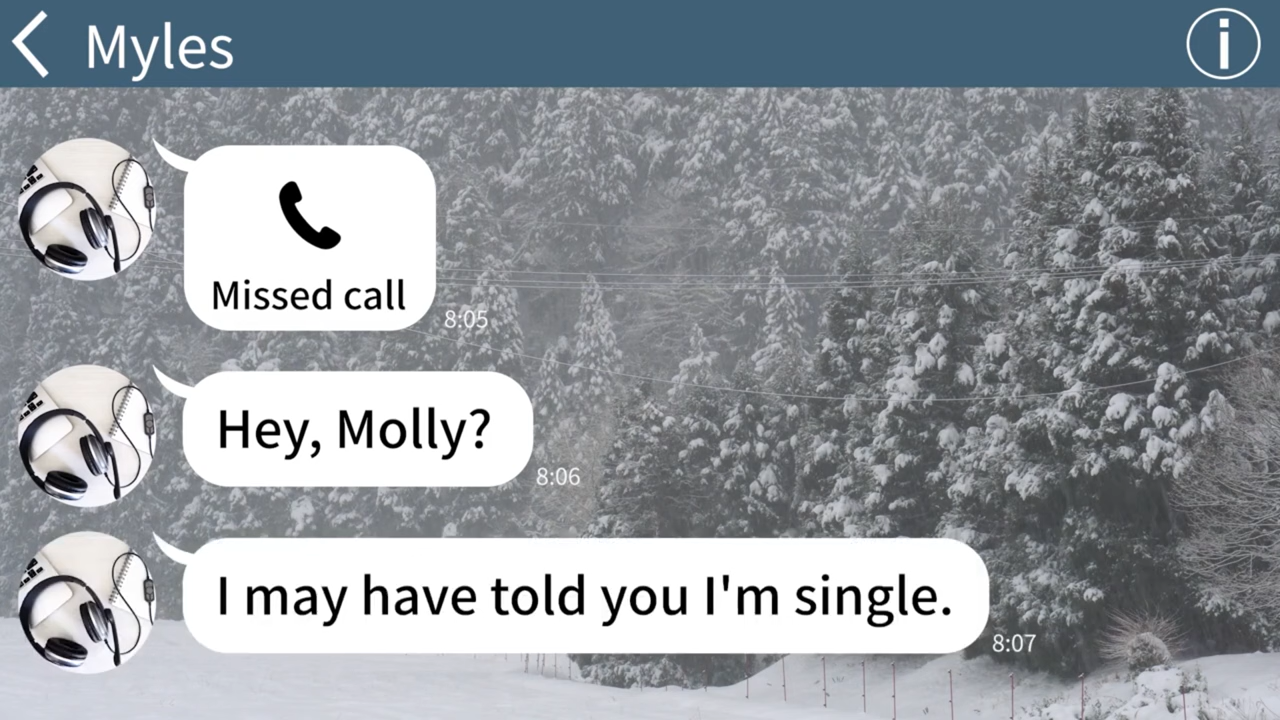 Myles
Missed call
8:05
Hey, Molly?
8:06
I may have told you I'm single.
8:07